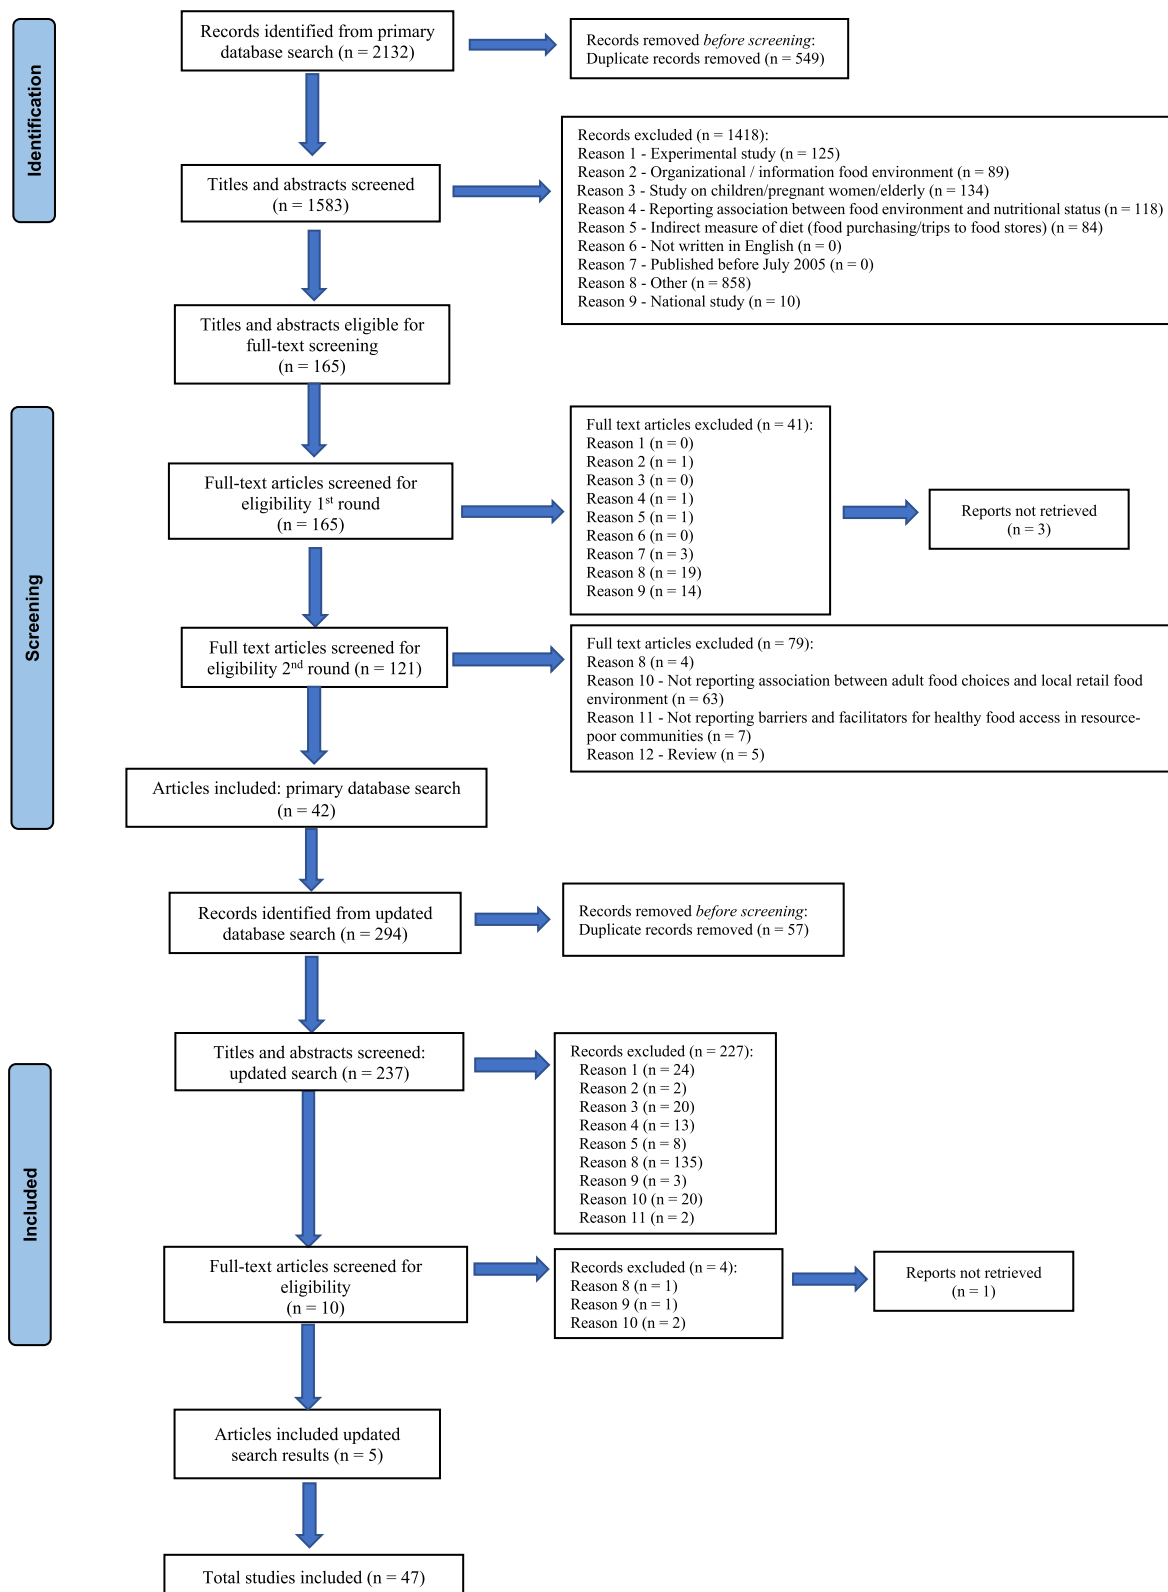 Identification
Records identified from primary
database search (n = 2132)
Records removed before screening:
Duplicate records removed (n = 549)
Titles and abstracts screened
(n = 1583)
Records excluded (n = 1418):
Reason 1 - Experimental study (n = 125)
Reason 2 - Organizational / information food environment (n = 89)
Reason 3 - Study on children/pregnant women/elderly (n = 134)
Reason 4 - Reporting association between food environment and nutritional status (n = 118)
Reason 5 - Indirect measure of diet (food purchasing/trips to food stores) (n = 84)
Reason 6 - Not written in English (n = 0)
Reason 7 - Published before July 2005 (n = 0)
Reason 8 - Other (n = 858)
Reason 9 - National study (n = 10)
Titles and abstracts eligible for
full-text screening
(n = 165)
Screening
Full-text articles screened for
eligibility 1st round
(n = 165)
Full text articles excluded (n = 41):
Reason 1 (n = 0)
Reason 2 (n = 1)
Reason 3 (n = 0)
Reason 4 (n = 1)
Reason 5 (n = 1)
Reason 6 (n = 0)
Reason 7 (n = 3)
Reason 8 (n = 19)
Reason 9 (n = 14)
Reports not retrieved
(n = 3)
Full text articles screened for
eligibility 2nd round (n = 121)
Full text articles excluded (n = 79):
Reason 8 (n = 4)
Reason 10 - Not reporting association between adult food choices and local retail food
environment (n = 63)
Reason 11 - Not reporting barriers and facilitators for healthy food access in resource-
poor communities (n = 7)
Reason 12 - Review (n = 5)
Articles included: primary database search
(n = 42)
Records identified from updated
database search (n = 294)
Records removed before screening:
Duplicate records removed (n = 57)
Included
Titles and abstracts screened:
updated search (n = 237)
Records excluded (n = 227):
Reason 1 (n = 24)
Reason 2 (n = 2)
Reason 3 (n = 20)
Reason 4 (n = 13)
Reason 5 (n = 8)
Reason 8 (n = 135)
Reason 9 (n = 3)
Reason 10 (n = 20)
Reason 11 (n = 2)
Full-text articles screened for
eligibility
(n = 10)
Records excluded (n = 4):
Reason 8 (n = 1)
Reason 9 (n = 1)
Reason 10 (n = 2)
Reports not retrieved
(n = 1)
Articles included updated
search results (n = 5)
Total studies included (n = 47)